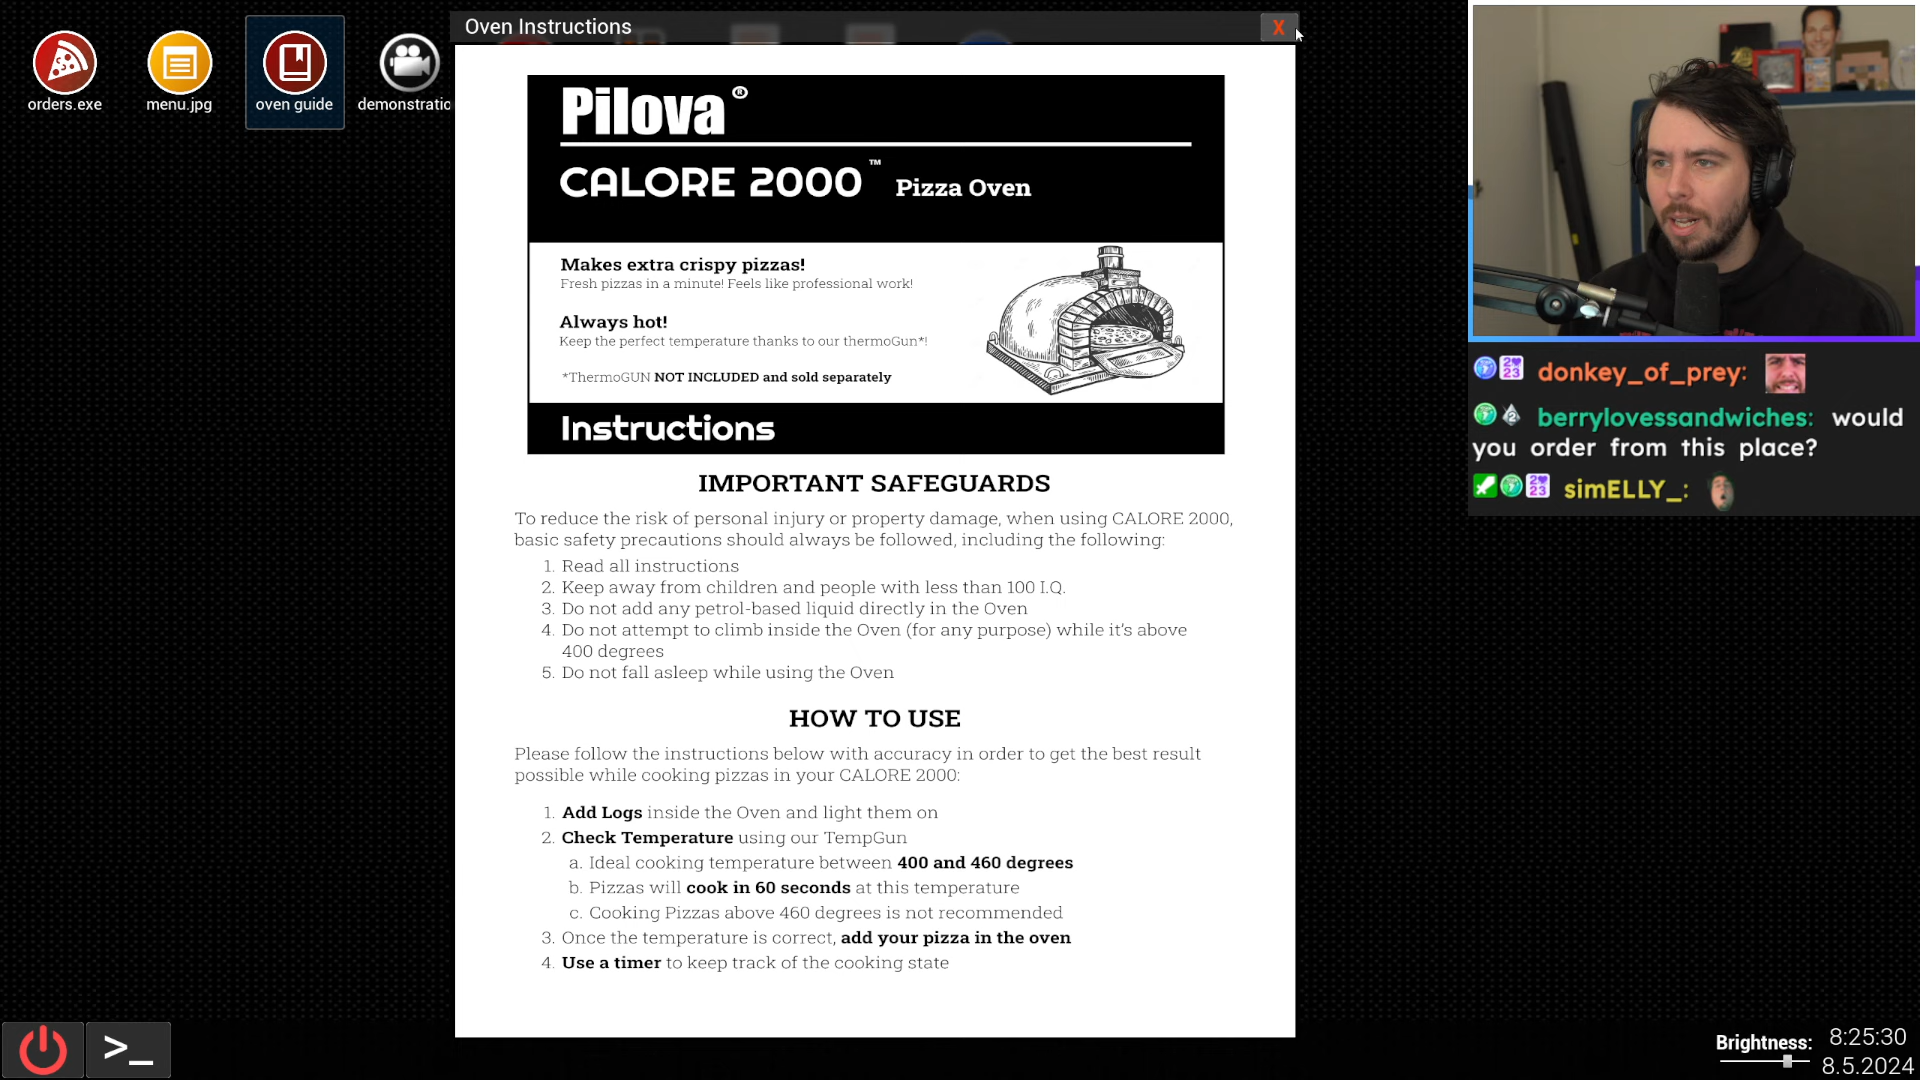 Oven Instructions
X
orders.exe
menu.jpg
oven guide
demonstratio
Pilova®
CALORE 2000™ Pizza Oven
Makes extra crispy pizzas!
Fresh pizzas in a minute! Feels like professional work!
Always hot!
Keep the perfect temperature thanks to our thermoGun*!
*ThermoGUN NOT INCLUDED and sold separately
Instructions
IMPORTANT SAFEGUARDS
To reduce the risk of personal injury or property damage, when using CALORE 2000,
basic safety precautions should always be followed, including the following:
1. Read all instructions
2. Keep away from children and people with less than 100 I.Q.
3. Do not add any petrol-based liquid directly in the Oven
4. Do not attempt to climb inside the Oven (for any purpose) while it's above
400 degrees
5. Do not fall asleep while using the Oven
HOW TO USE
Please follow the instructions below with accuracy in order to get the best result
possible while cooking pizzas in your CALORE 2000:
1. Add Logs inside the Oven and light them on
2. Check Temperature using our TempGun
a. Ideal cooking temperature between 400 and 460 degrees
b. Pizzas will cook in 60 seconds at this temperature
c. Cooking Pizzas above 460 degrees is not recommended
3. Once the temperature is correct, add your pizza in the oven
4. Use a timer to keep track of the cooking state
donkey_of_prey:
berrylovessandwiches: would
you order from this place?
simELLY_:
>_
Brightness:
8:25:30
8.5.2024